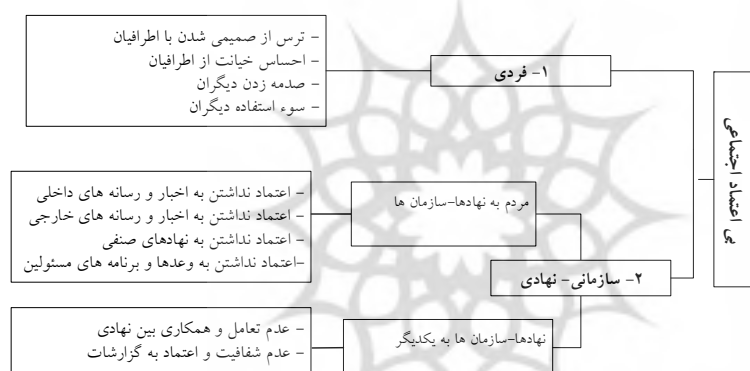 بی اعتماد اجتماعی
۱- فردی
- ترس از صمیمی شدن با اطرافیان
- احساس خیانت از اطرافیان
- صدمه زدن دیگران
- سوء استفاده دیگران
۲- سازمانی- نهادی
مردم به نهادها-سازمان ها
- اعتماد نداشتن به اخبار و رسانه های داخلی
- اعتماد نداشتن به اخبار و رسانه های خارجی
- اعتماد نداشتن به نهادهای صنفی
-اعتماد نداشتن به وعدها و برنامه های مسئولین
نهادها-سازمان ها به یکدیگر
- عدم تعامل و همکاری بین نهادی
- عدم شفافیت و اعتماد به گزارشات